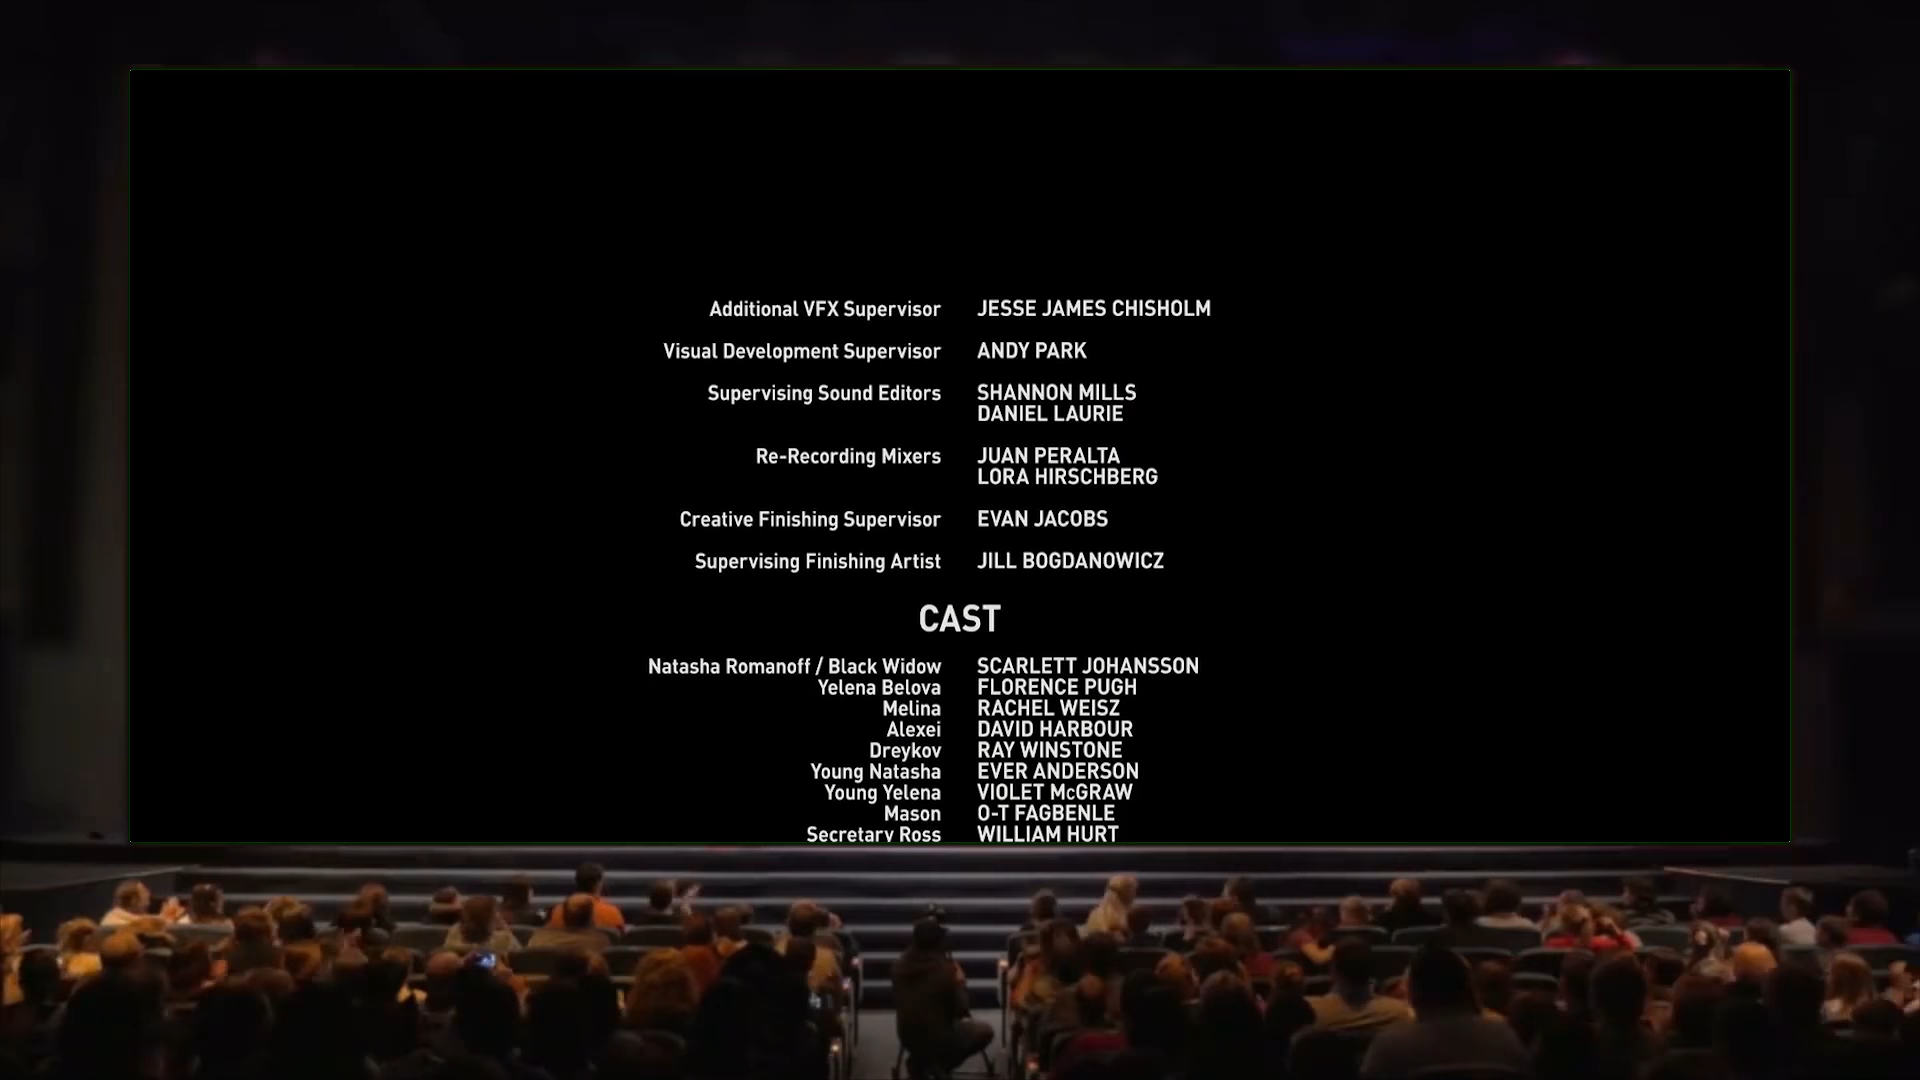 Additional VFX Supervisor JESSE JAMES CHISHOLM
Visual Development Supervisor ANDY PARK
Supervising Sound Editors SHANNON MILLS
DANIEL LAURIE
Re-Recording Mixers JUAN PERALTA
LORA HIRSCHBERG
Creative Finishing Supervisor EVAN JACOBS
Supervising Finishing Artist JILL BOGDANOWICZ
CAST
Natasha Romanoff / Black Widow SCARLETT JOHANSSON
Yelena Belova FLORENCE PUGH
Melina RACHEL WEISZ
Alexei DAVID HARBOUR
Dreykov RAY WINSTONE
Young Natasha EVER ANDERSON
Young Yelena VIOLET McGRAW
Mason O-T FAGBENLE
Secretary Ross WILLIAM HURT